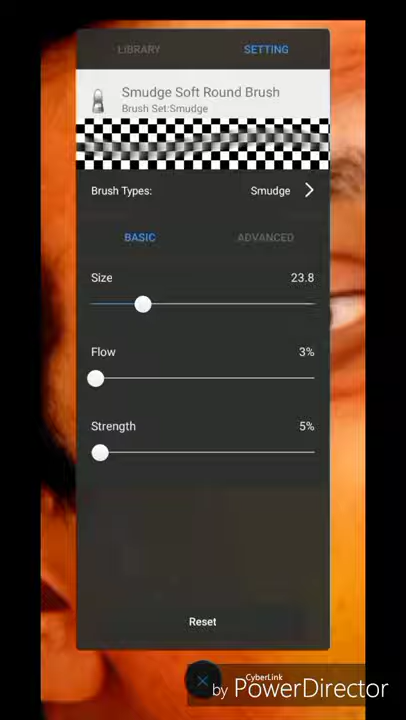 LIBRARY SETTING
Smudge Soft Round Brush
Brush Set:Smudge
Brush Types: Smudge
BASIC ADVANCED
Size 23.8
Flow 3%
Strength 5%
Reset
CyberLink
by PowerDirector